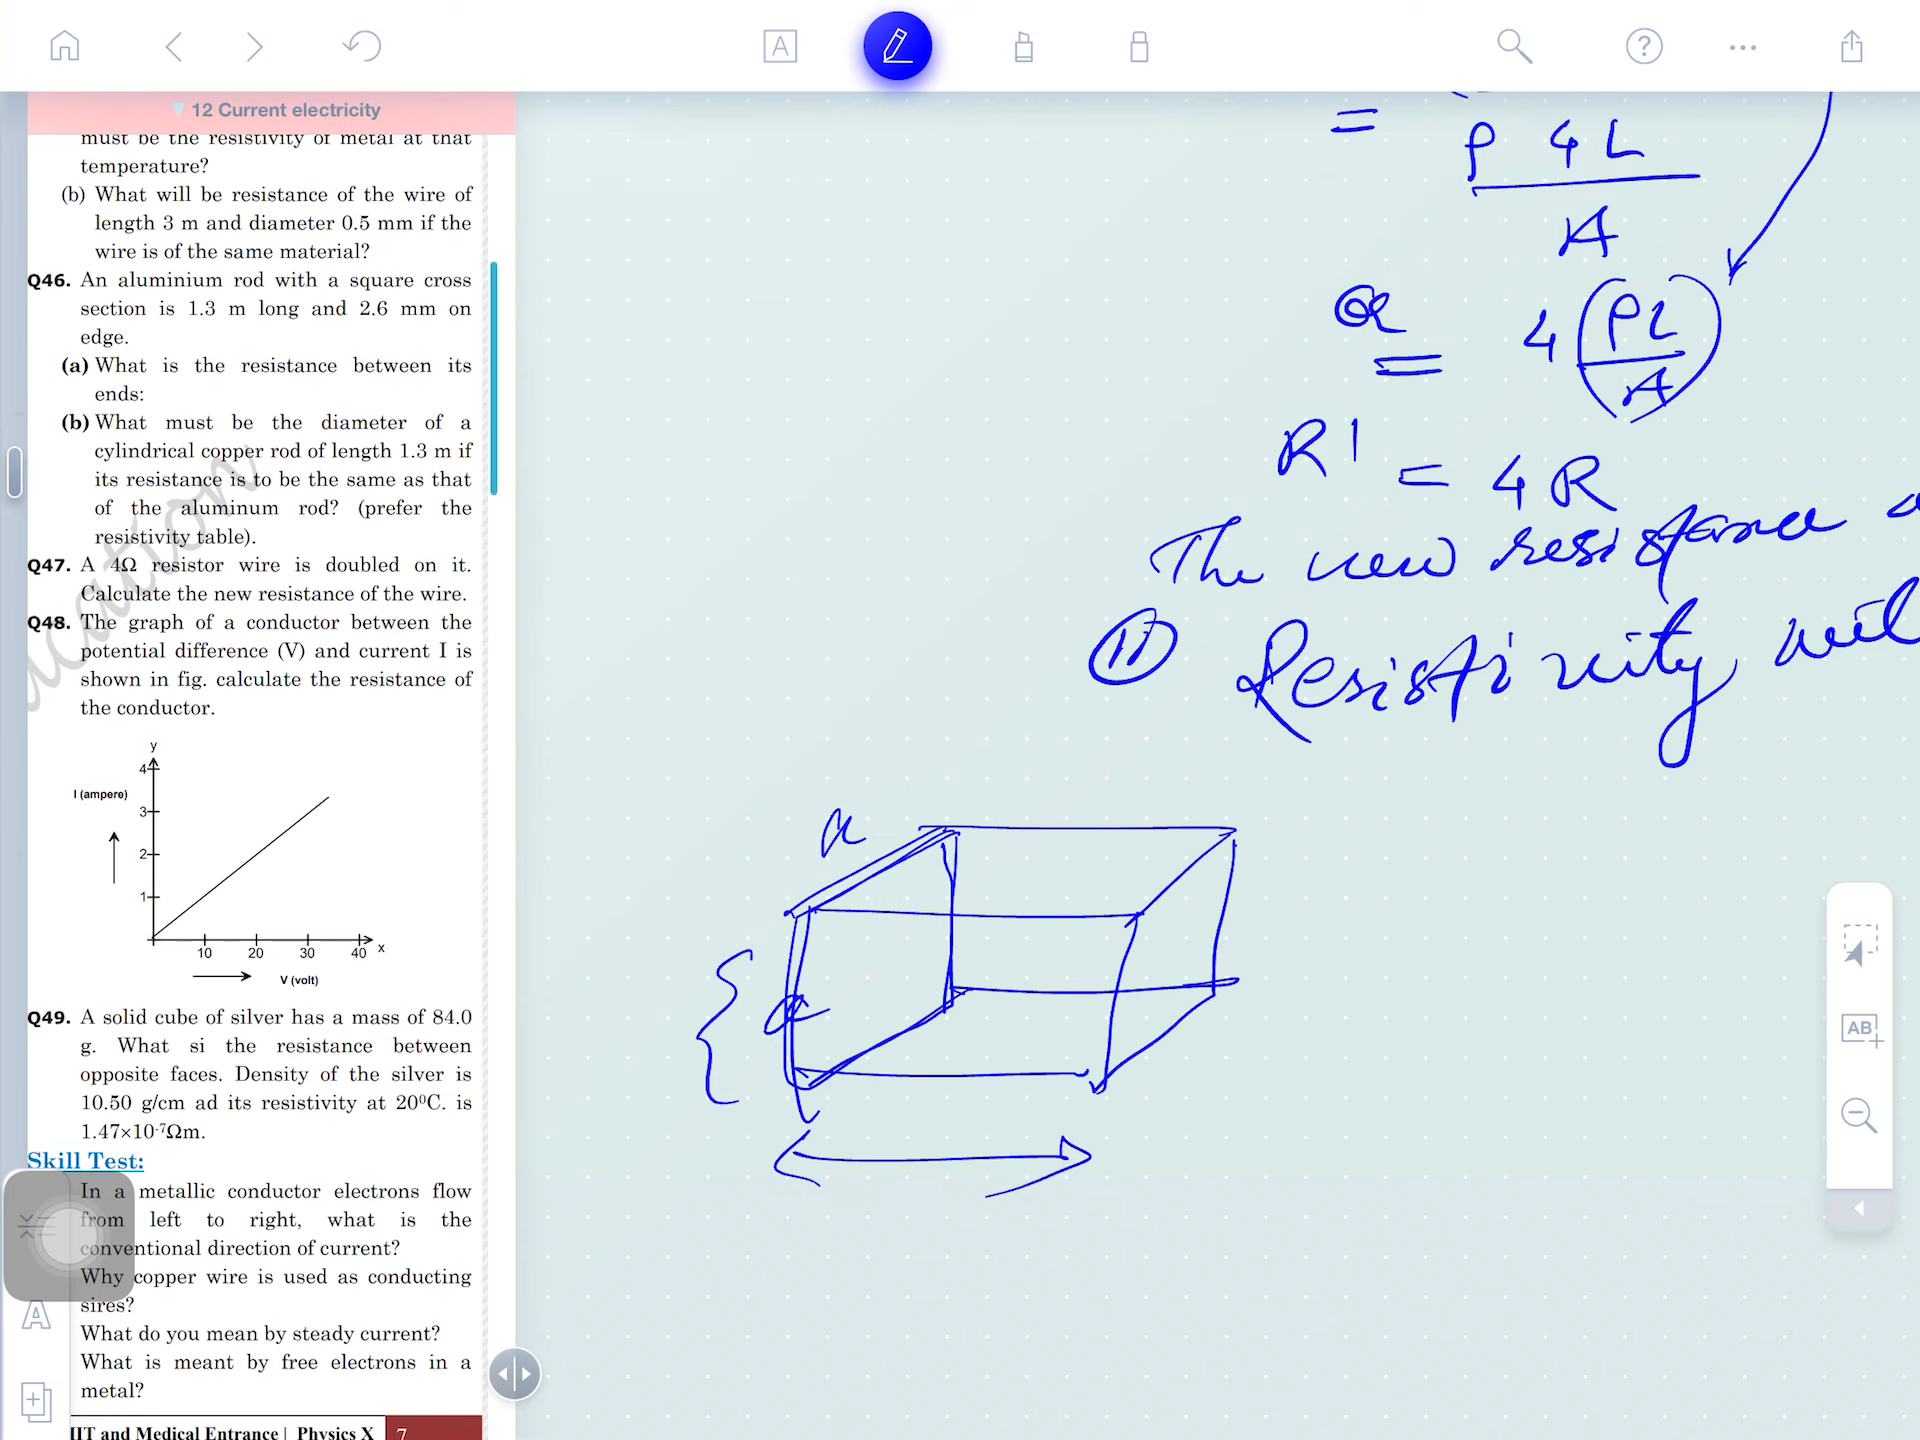 12 Current electricity
must be the resistivity of metal at that
temperature?
(b) What will be resistance of the wire of
length 3 m and diameter 0.5 mm if the
wire is of the same material?
Q46. An aluminium rod with a square cross
section is 1.3 m long and 2.6 mm on
edge.
(a) What is the resistance between its
ends:
(b) What must be the diameter of a
cylindrical copper rod of length 1.3 m if
its resistance is to be the same as that
of the aluminum rod? (prefer the
resistivity table).
Q47. A 4Ω resistor wire is doubled on it.
Calculate the new resistance of the wire.
Q48. The graph of a conductor between the
potential difference (V) and current I is
shown in fig. calculate the resistance of
the conductor.
y
4
I (ampere)
3
2
1
10 20 30 40 x
V (volt)
Q49. A solid cube of silver has a mass of 84.0
g. What si the resistance between
opposite faces. Density of the silver is
10.50 g/cm ad its resistivity at 20⁰C. is
1.47×10⁻⁷Ωm.
Skill Test:
In a metallic conductor electrons flow
from left to right, what is the
conventional direction of current?
Why copper wire is used as conducting
sires?
What do you mean by steady current?
What is meant by free electrons in a
metal?
IIT and Medical Entrance | Physics X 7
=
ρ 4 L
A
= 4 (ρL
A)
R' = 4 R
The new resistance
(ii) Resistivity will
a
a